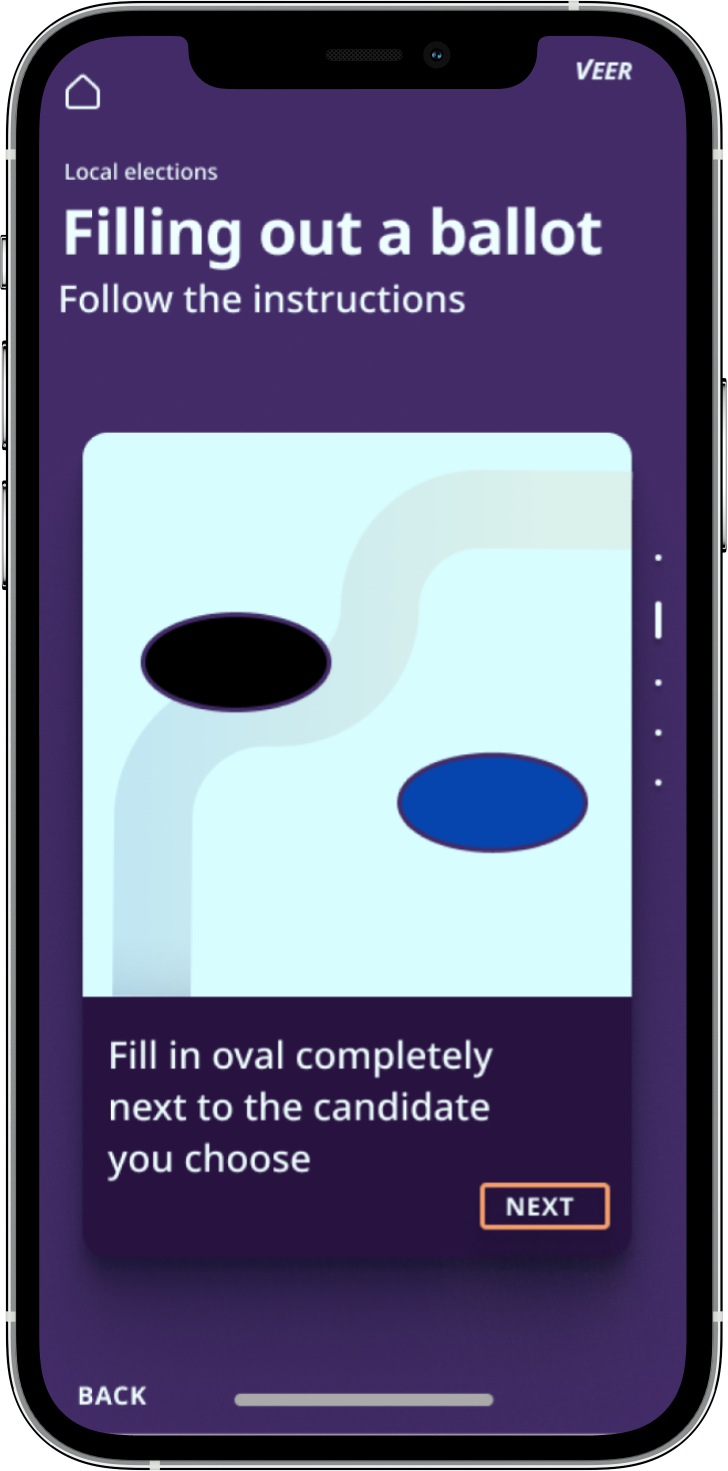 VEER
Local elections
Filling out a ballot
Follow the instructions
Fill in oval completely
next to the candidate
you choose
NEXT
BACK